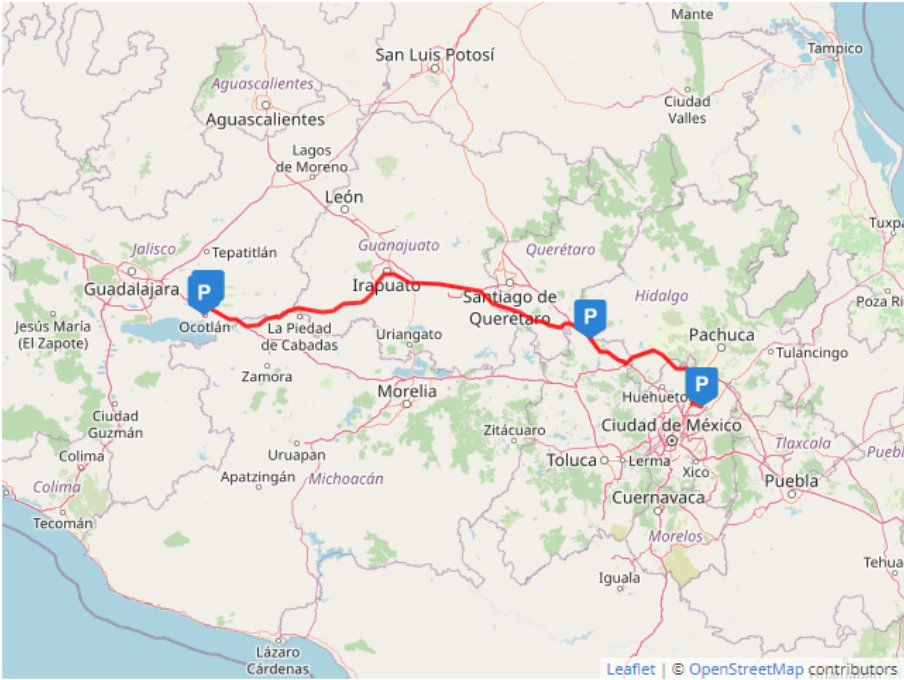 Mante
San Luis Potosí
Tampico
Aguascalientes
Ciudad
Valles
Aguascalientes
Lagos
de Moreno
León
Tuxpa
Jalisco
Tepatitlán
Guanajuato
Querétaro
Guadalajara
P
Irapuato
Santiago de
Querétaro
Hidalgo
Poza Ri
Jesús María
(El Zapote)
Ocotlán
La Piedad
de Cabadas
Uriangato
P
Pachuca
Tulancingo
Zamora
Morelia
Huehueto
P
Ciudad
Guzmán
Zitácuaro
Ciudad de México
Tlaxcala
Colima
Uruapan
Toluca
Lerma
Xico
Puebl
Colima
Apatzingán
Michoacán
Cuernavaca
Puebla
Tecomán
Morelos
Tehua
Iguala
Lázaro
Cárdenas
Leaflet | © OpenStreetMap contributors